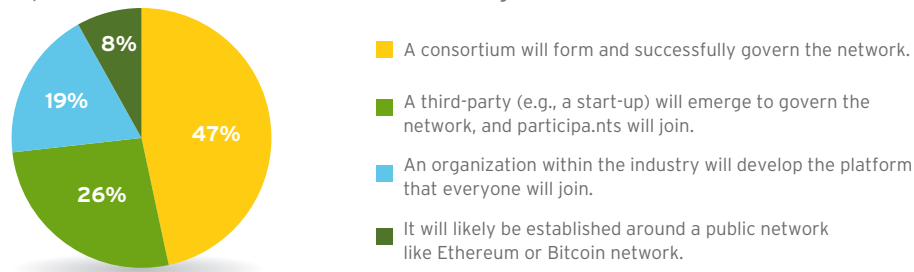 8%
19%
47%
26%
A consortium will form and successfully govern the network.
A third-party (e.g., a start-up) will emerge to govern the
network, and participa.nts will join.
An organization within the industry will develop the platform
that everyone will join.
It will likely be established around a public network
like Ethereum or Bitcoin network.